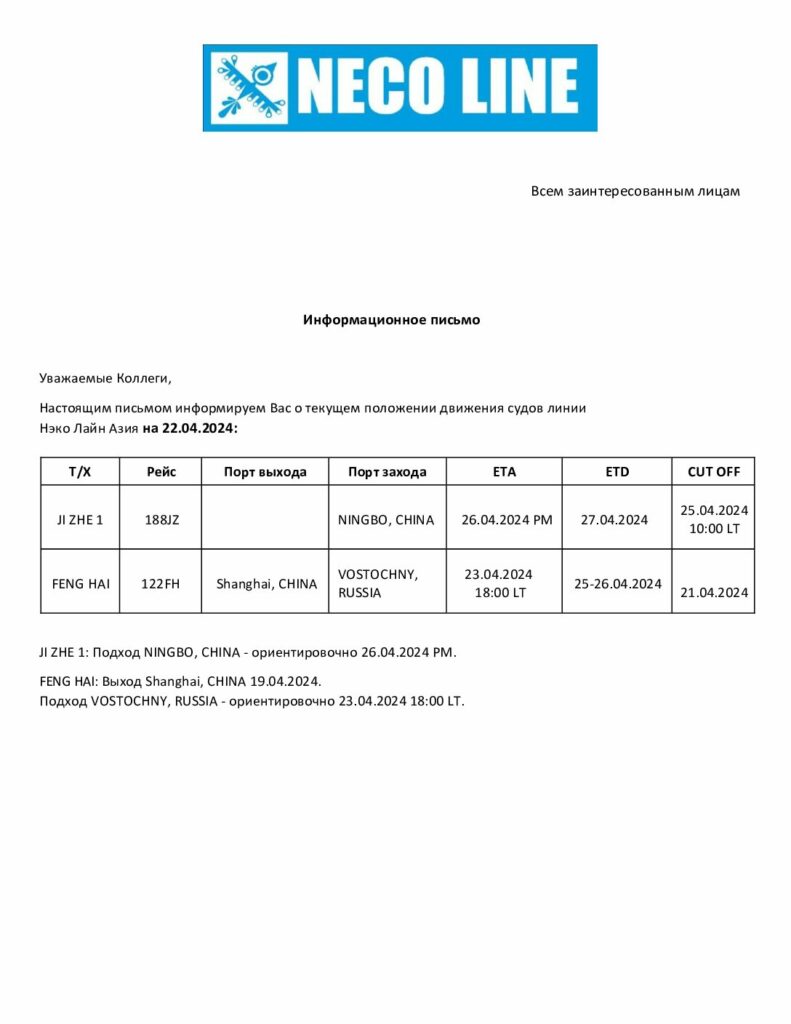 NECO LINE
Всем заинтересованным лицам
Информационное письмо
Уважаемые Коллеги,
Настоящим письмом информируем Вас о текущем положении движения судов линии
Нэко Лайн Азия на 22.04.2024:
Т/Х Рейс Порт выхода Порт захода ETA ETD CUT OFF
JI ZHE 1 188JZ NINGBO, CHINA 26.04.2024 PM 27.04.2024 25.04.2024
10:00 LT
FENG HAI 122FH Shanghai, CHINA VOSTOCHNY, 23.04.2024 25-26.04.2024 21.04.2024
RUSSIA 18:00 LT
JI ZHE 1: Подход NINGBO, CHINA - ориентировочно 26.04.2024 PM.
FENG HAI: Выход Shanghai, CHINA 19.04.2024.
Подход VOSTOCHNY, RUSSIA - ориентировочно 23.04.2024 18:00 LT.